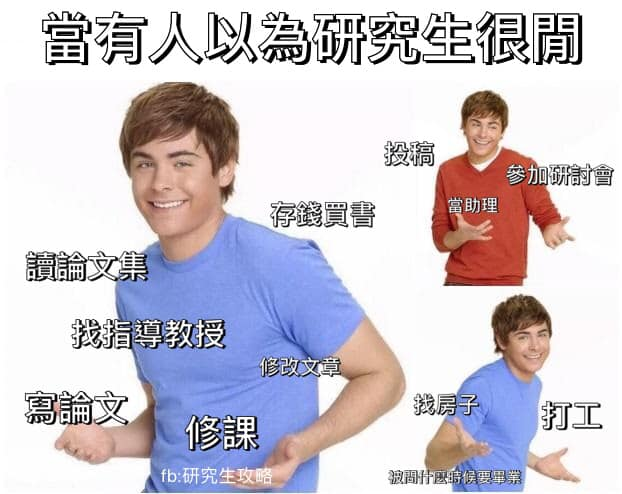 當有人以為研究生很閒
投稿
參加研討會
當助理
存錢買書
讀論文集
找指導教授
修改文章
寫論文
修課
找房子
打工
被問什麼時候要畢業
fb:研究生攻略